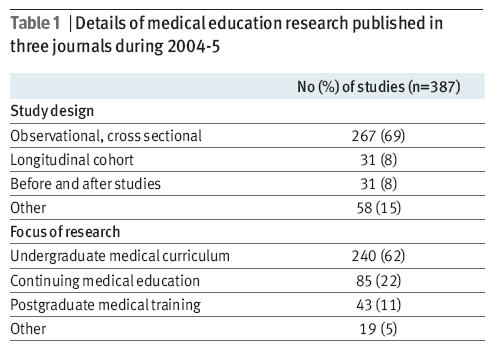 Table 1 | Details of medical education research published in
three journals during 2004-5
No (%) of studies (n=387)
Study design
Observational, cross sectional 267 (69)
Longitudinal cohort 31 (8)
Before and after studies 31 (8)
Other 58 (15)
Focus of research
Undergraduate medical curriculum 240 (62)
Continuing medical education 85 (22)
Postgraduate medical training 43 (11)
Other 19 (5)